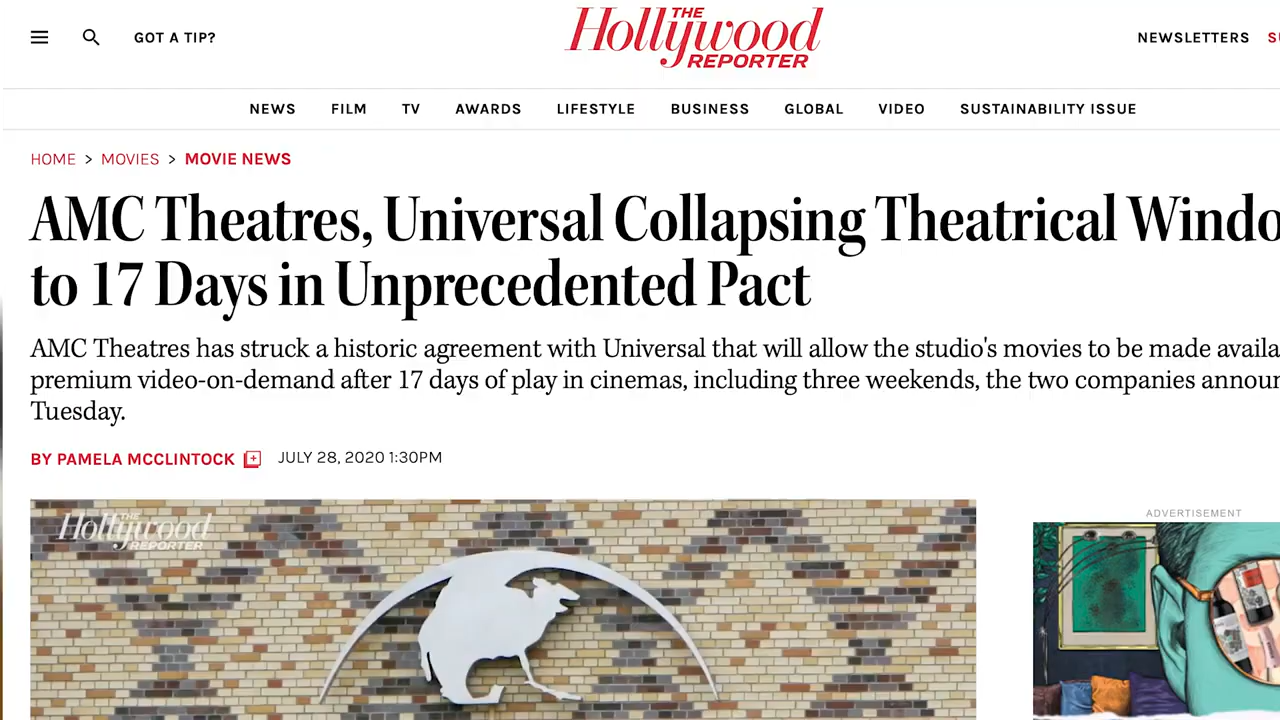 GOT A TIP?
THE
Hollywood
REPORTER
NEWSLETTERS
NEWS FILM TV AWARDS LIFESTYLE BUSINESS GLOBAL VIDEO SUSTAINABILITY ISSUE
HOME > MOVIES > MOVIE NEWS
AMC Theatres, Universal Collapsing Theatrical Windo
to 17 Days in Unprecedented Pact
AMC Theatres has struck a historic agreement with Universal that will allow the studio's movies to be made availa
premium video-on-demand after 17 days of play in cinemas, including three weekends, the two companies announ
Tuesday.
BY PAMELA MCCLINTOCK JULY 28, 2020 1:30PM
THE
Hollywood
REPORTER
ADVERTISEMENT